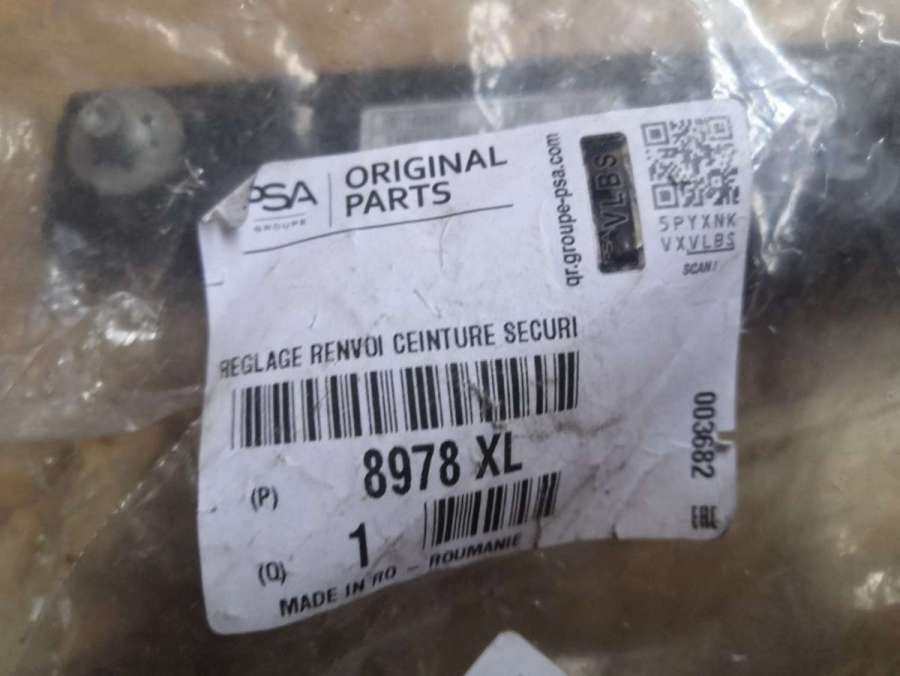 PSA
GROUPE
ORIGINAL
PARTS
qr.groupe-psa.com
VLBS
5PYXNK
VXVLBS
SCAN!
REGLAGE RENVOI CEINTURE SECURI
(P)
8978 XL
(Q)
1
MADE IN RO - ROUMANIE
003682
EAC